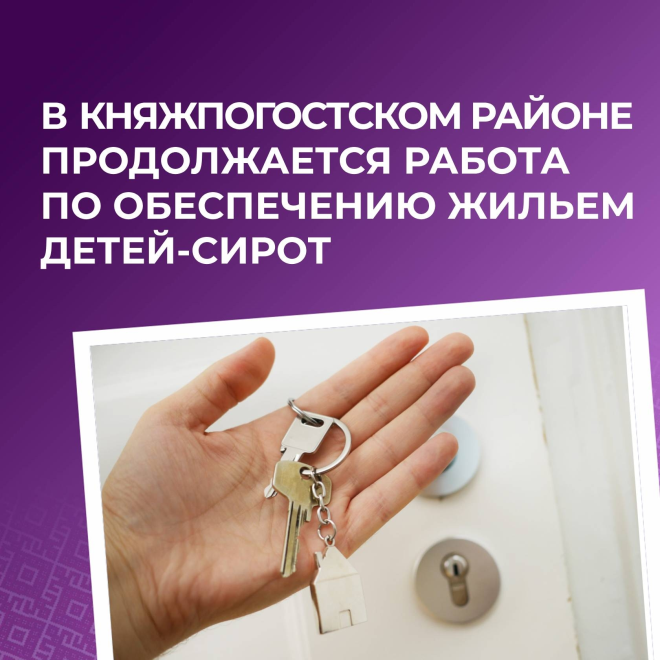 В КНЯЖПОГОСТСКОМ РАЙОНЕ
ПРОДОЛЖАЕТСЯ РАБОТА
ПО ОБЕСПЕЧЕНИЮ ЖИЛЬЕМ
ДЕТЕЙ-СИРОТ